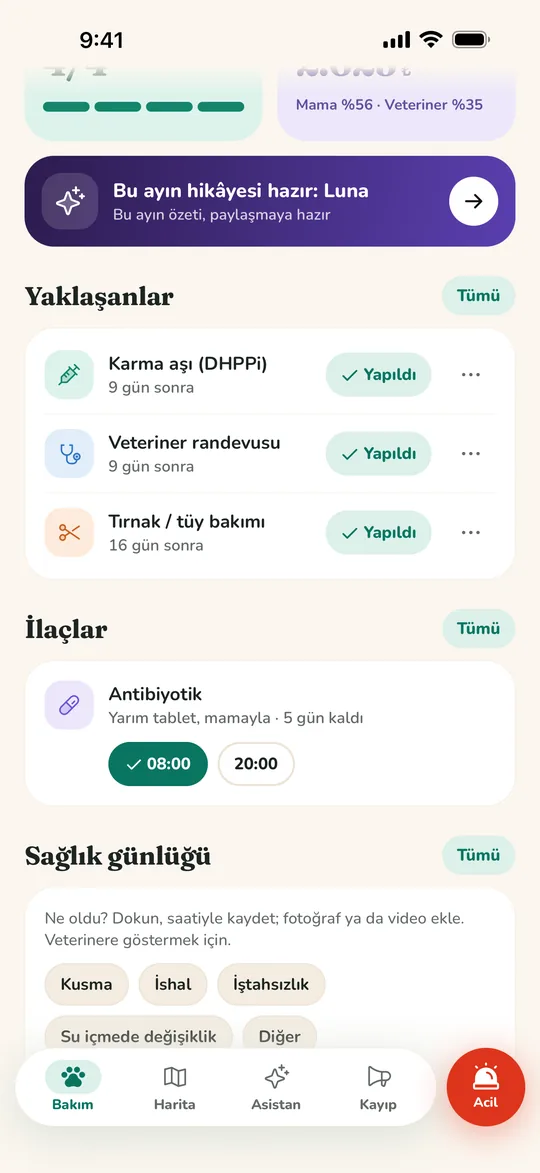 9:41
4/4
Mama %56 · Veteriner %35
Bu ayın hikâyesi hazır: Luna
Bu ayın özeti, paylaşmaya hazır
Yaklaşanlar
Tümü
Karma aşı (DHPPi)
9 gün sonra
Yapıldı
Veteriner randevusu
9 gün sonra
Yapıldı
Tırnak / tüy bakımı
16 gün sonra
Yapıldı
İlaçlar
Tümü
Antibiyotik
Yarım tablet, mamayla · 5 gün kaldı
08:00
20:00
Sağlık günlüğü
Tümü
Ne oldu? Dokun, saatiyle kaydet; fotoğraf ya da video ekle.
Veterinere göstermek için.
Kusma
İshal
İştahsızlık
Su içmede değişiklik
Diğer
Bakım
Harita
Asistan
Kayıp
Acil